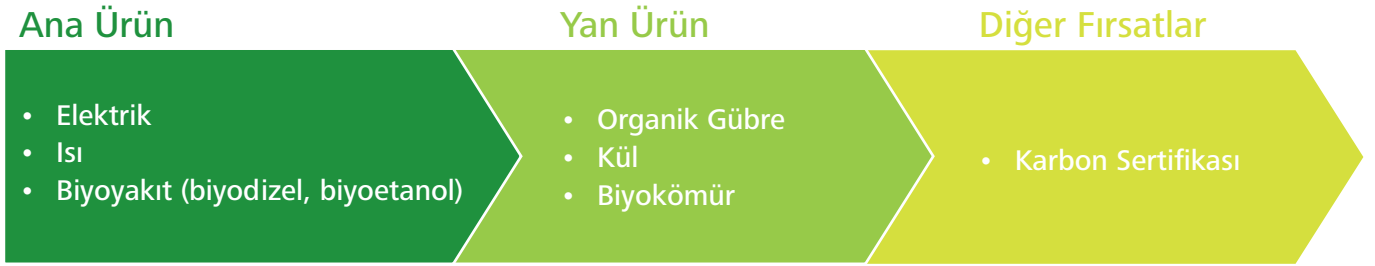 Ana Ürün
• Elektrik
• Isı
• Biyoyakıt (biyodizel, biyoetanol)
Yan Ürün
• Organik Gübre
• Kül
• Biyokömür
Diğer Fırsatlar
• Karbon Sertifikası